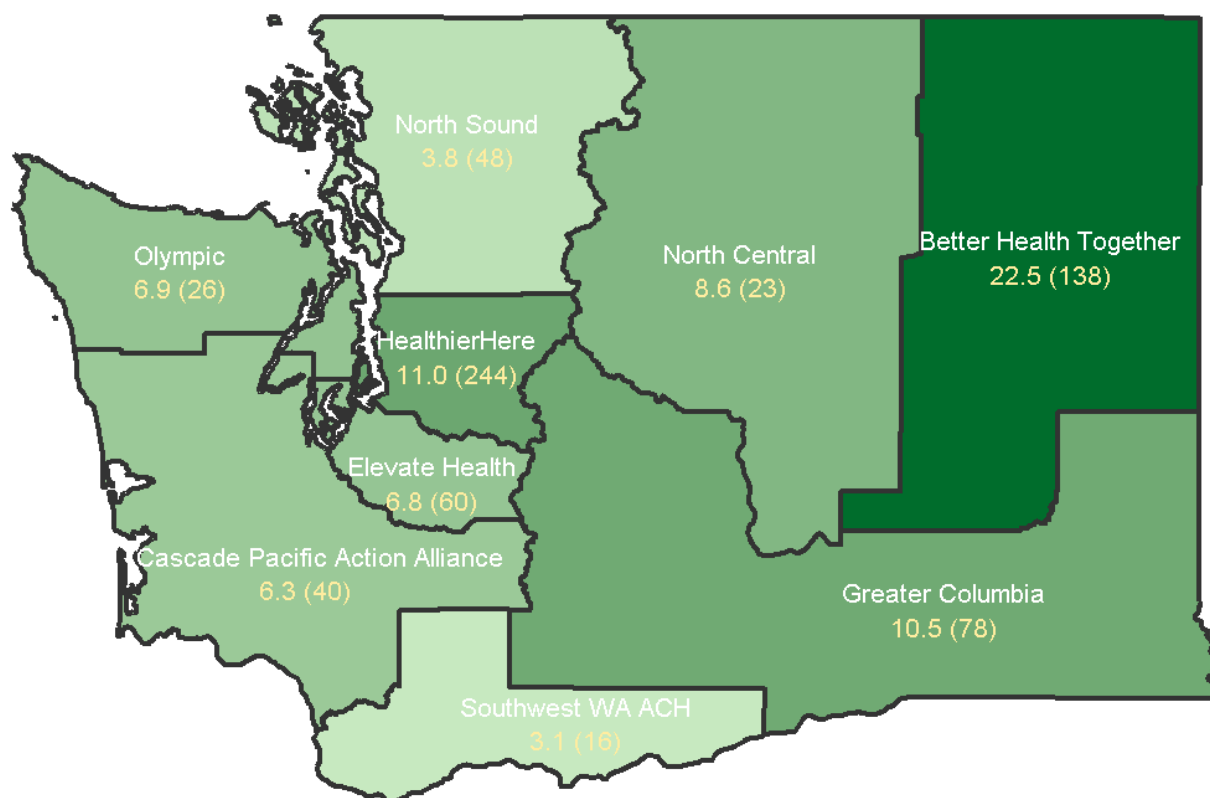 North Sound
3.8 (48)
Olympic
6.9 (26)
North Central
8.6 (23)
Better Health Together
22.5 (138)
HealthierHere
11.0 (244)
Elevate Health
6.8 (60)
Cascade Pacific Action Alliance
6.3 (40)
Greater Columbia
10.5 (78)
Southwest WA ACH
3.1 (16)